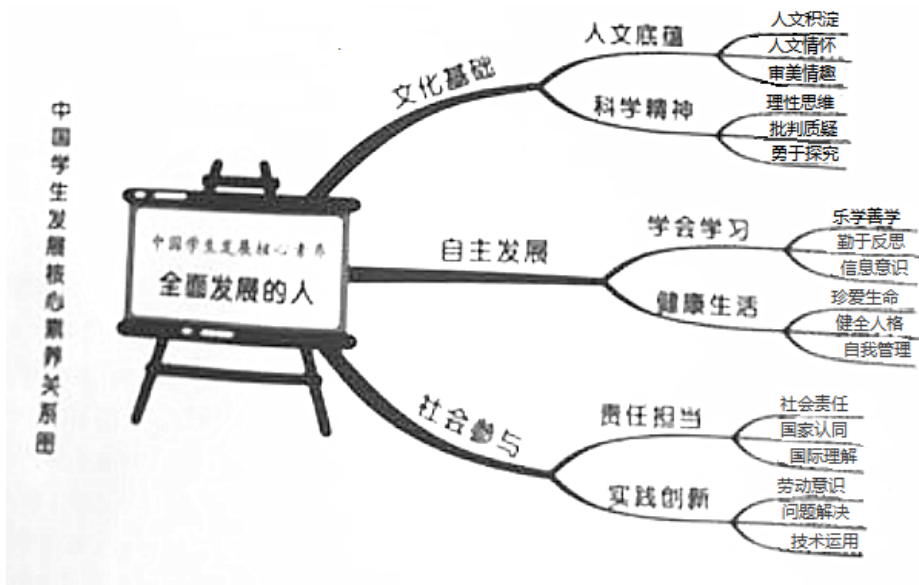 中国学生发展核心素养关系图
中国学生发展核心素养
全面发展的人
文化基础
人文底蕴
人文积淀
人文情怀
审美情趣
科学精神
理性思维
批判质疑
勇于探究
自主发展
学会学习
乐学善学
勤于反思
信息意识
健康生活
珍爱生命
健全人格
自我管理
社会参与
责任担当
社会责任
国家认同
国际理解
实践创新
劳动意识
问题解决
技术运用